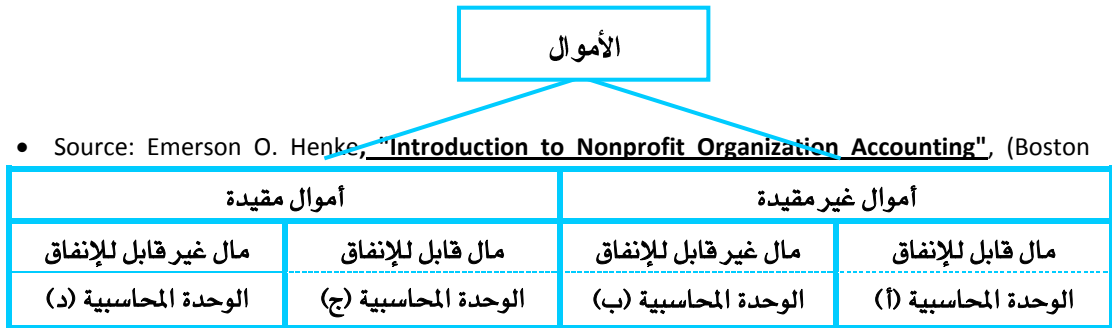 الأموال
• Source: Emerson O. Henke, "Introduction to Nonprofit Organization Accounting", (Boston
أموال غير مقيدة أموال مقيدة
مال قابل للإنفاق مال غير قابل للإنفاق مال قابل للإنفاق مال غير قابل للإنفاق
الوحدة المحاسبية (أ) الوحدة المحاسبية (ب) الوحدة المحاسبية (ج) الوحدة المحاسبية (د)